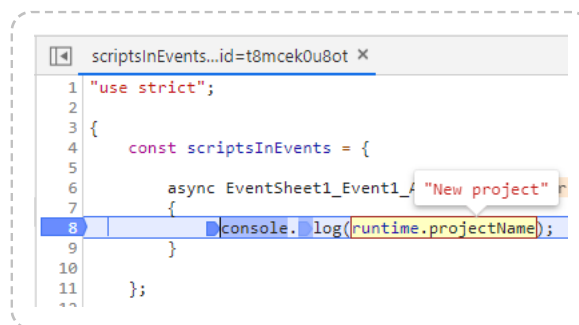 scriptsInEvents...id=t8mcek0u8ot ×
1 "use strict";
2
3 {
4 const scriptsInEvents = {
5
6 async EventSheet1_Event1_A
"New project"
7 {
8 console.log(runtime.projectName);
9 }
10
11 };